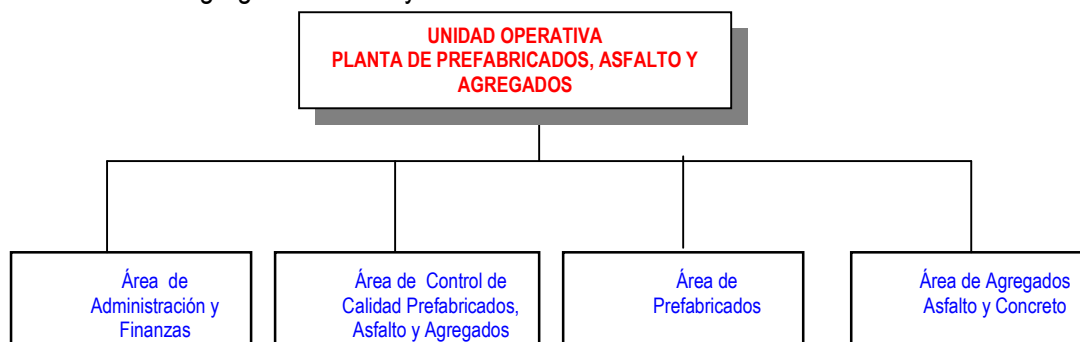 UNIDAD OPERATIVA
PLANTA DE PREFABRICADOS, ASFALTO Y
AGREGADOS
Área de
Administración y
Finanzas
Área de Control de
Calidad Prefabricados,
Asfalto y Agregados
Área de
Prefabricados
Área de Agregados
Asfalto y Concreto